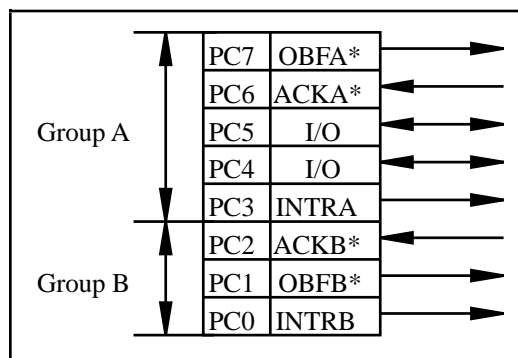 PC7 OBFA*
PC6 ACKA*
Group A PC5 I/O
PC4 I/O
PC3 INTRA
PC2 ACKB*
Group B PC1 OBFB*
PC0 INTRB